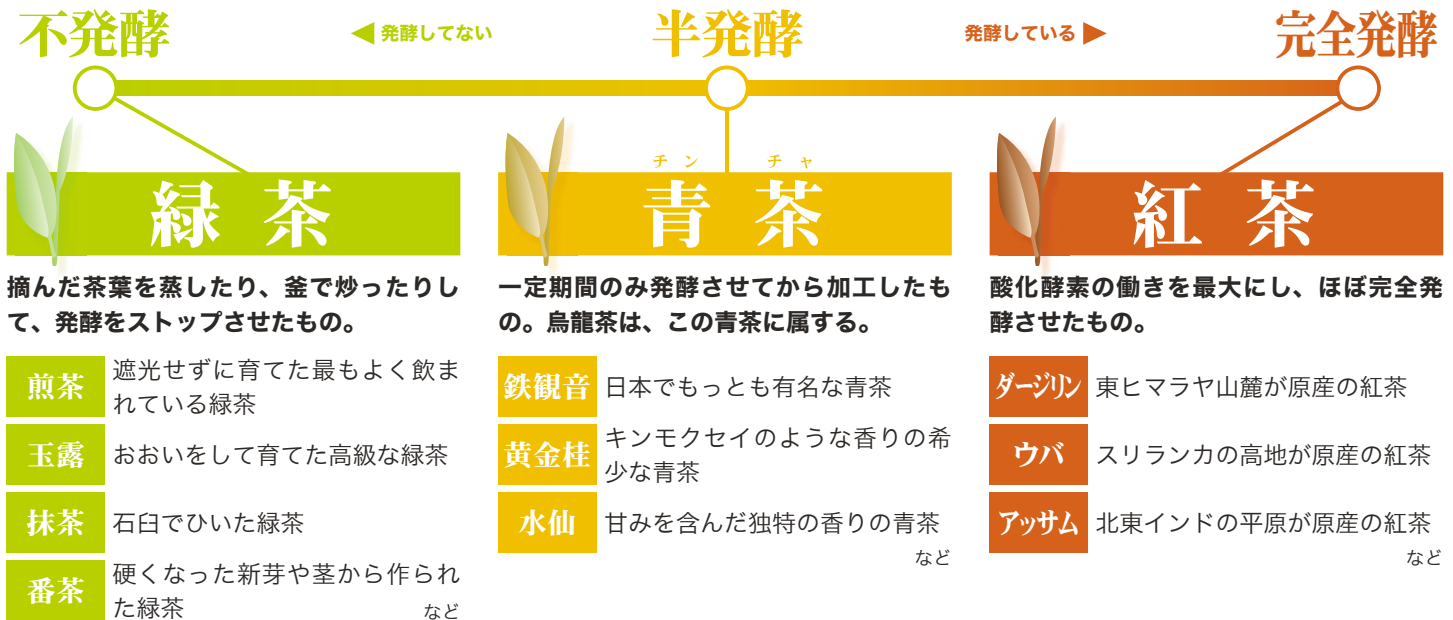 不発酵
◀ 発酵してない
半発酵
発酵している ▶
完全発酵
緑茶
摘んだ茶葉を蒸したり、釜で炒ったりし
て、発酵をストップさせたもの。
煎茶
遮光せずに育てた最もよく飲ま
れている緑茶
玉露
おおいをして育てた高級な緑茶
抹茶
石臼でひいた緑茶
番茶
硬くなった新芽や茎から作られ
た緑茶
など
チンチャ
青茶
一定期間のみ発酵させてから加工したも
の。烏龍茶は、この青茶に属する。
鉄観音
日本でもっとも有名な青茶
黄金桂
キンモクセイのような香りの希
少な青茶
水仙
甘みを含んだ独特の香りの青茶
など
紅茶
酸化酵素の働きを最大にし、ほぼ完全発
酵させたもの。
ダージリン
東ヒマラヤ山麓が原産の紅茶
ウバ
スリランカの高地が原産の紅茶
アッサム
北東インドの平原が原産の紅茶
など